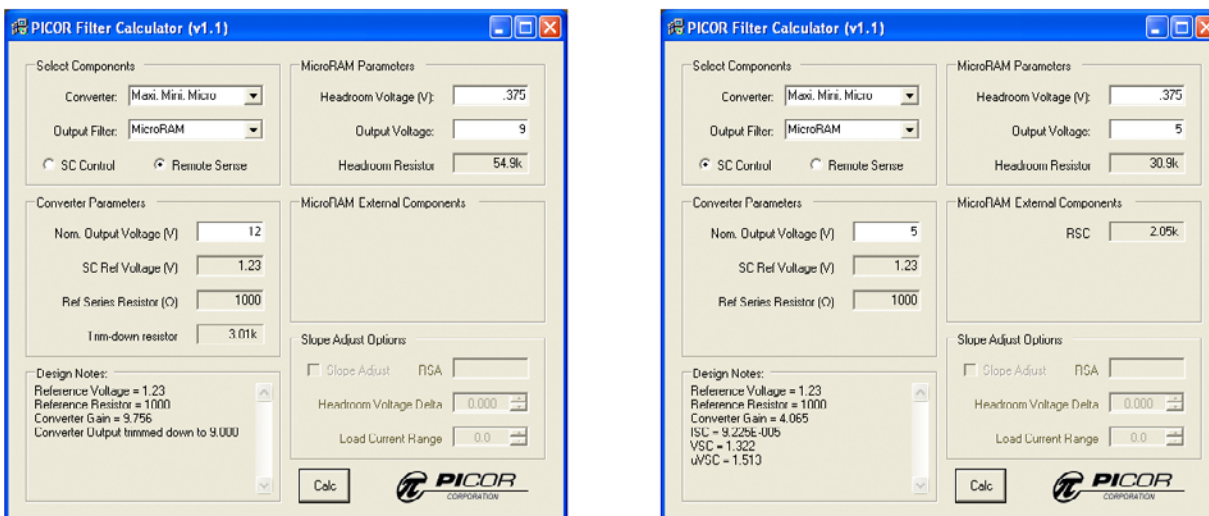 PICOR Filter Calculator (v1.1)
Select Components
Converter: Maxi, Mini, Micro
Output Filter: MicroRAM
SC Control Remote Sense
MicroRAM Parameters
Headroom Voltage (V): .375
Output Voltage: 9
Headroom Resistor 54.9k
Converter Parameters
Nom. Output Voltage (V) 12
SC Ref Voltage (V) 1.23
Ref Series Resistor (Ω) 1000
Trim-down resistor 3.01k
MicroRAM External Components
Design Notes:
Reference Voltage = 1.23
Reference Resistor = 1000
Converter Gain = 9.756
Converter Output trimmed down to 9.000
Slope Adjust Options
Slope Adjust RSA
Headroom Voltage Delta 0.000
Load Current Range 0.0
Calc
PICOR
CORPORATION
PICOR Filter Calculator (v1.1)
Select Components
Converter: Maxi, Mini, Micro
Output Filter: MicroRAM
SC Control Remote Sense
MicroRAM Parameters
Headroom Voltage (V): .375
Output Voltage: 5
Headroom Resistor 30.9k
Converter Parameters
Nom. Output Voltage (V) 5
SC Ref Voltage (V) 1.23
Ref Series Resistor (Ω) 1000
MicroRAM External Components
RSC 2.05k
Design Notes:
Reference Voltage = 1.23
Reference Resistor = 1000
Converter Gain = 4.065
ISC = 9.225E-005
VSC = 1.322
uVSC = 1.513
Slope Adjust Options
Slope Adjust RSA
Headroom Voltage Delta 0.000
Load Current Range 0.0
Calc
PICOR
CORPORATION